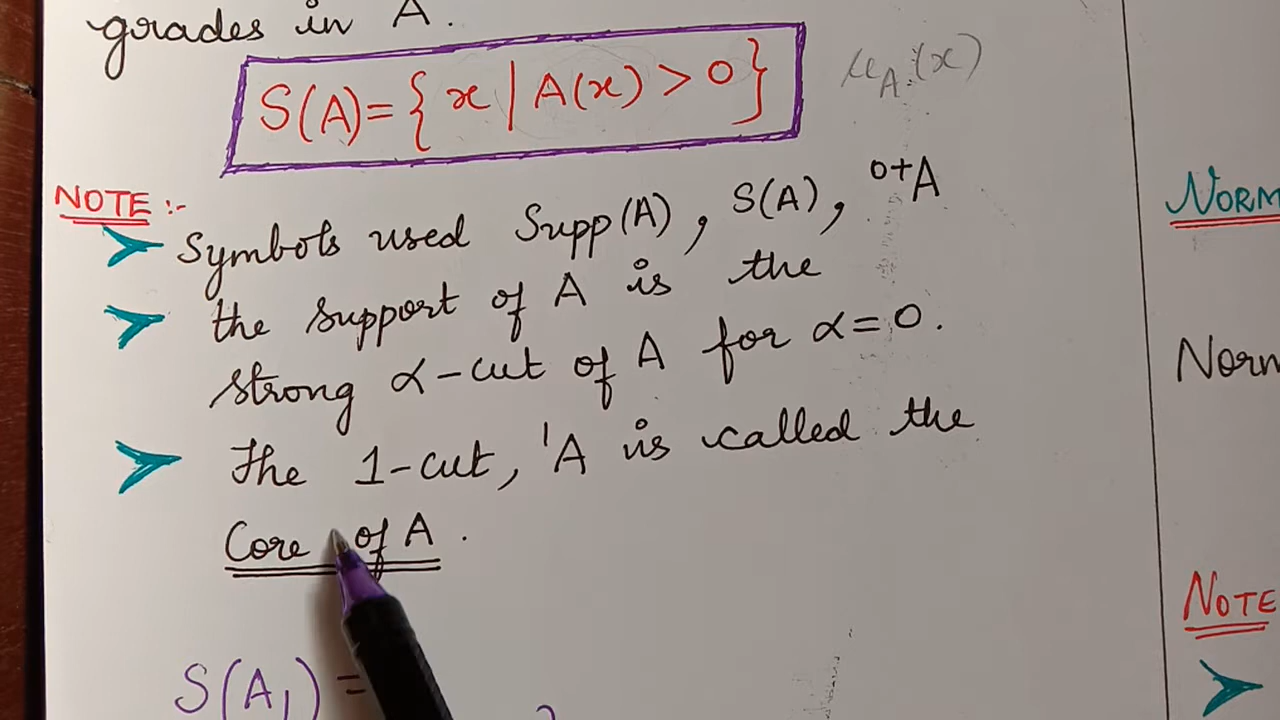 grades in A.
S(A)={x | A(x) > 0}
μA(x)
NOTE :-
Symbols used Supp(A), S(A), ⁰⁺A
the support of A is the
strong α-cut of A for α=0.
The 1-cut, ¹A is called the
Core of A.
S(A₁) =
NORM
Norm
NOTE